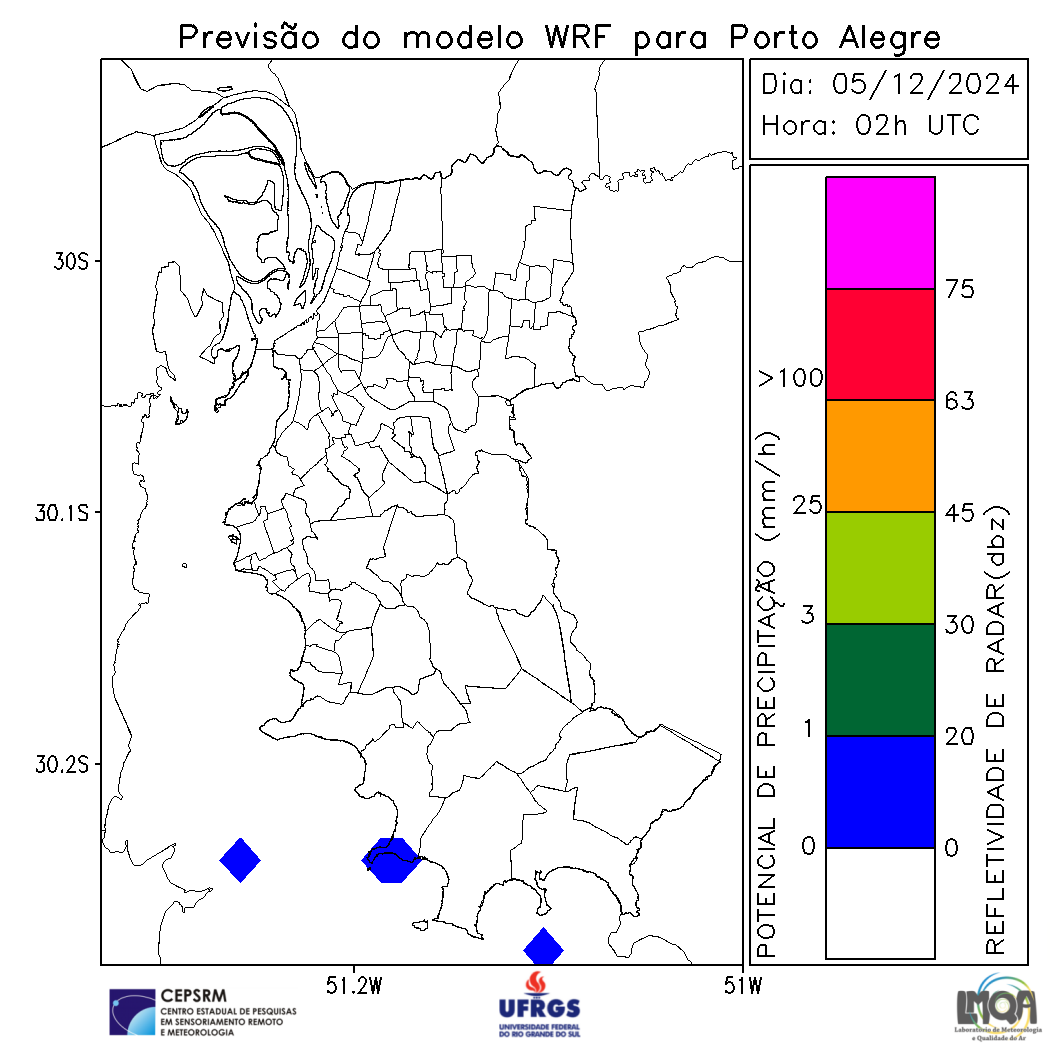 Previsão do modelo WRF para Porto Alegre
Dia: 05/12/2024
Hora: 02h UTC
30S
30.1S
30.2S
51.2W
51W
POTENCIAL DE PRECIPITAÇÃO (mm/h)
>100
25
3
1
0
75
63
45
30
20
0
REFLETIVIDADE DE RADAR(dbz)
CEPSRM
CENTRO ESTADUAL DE PESQUISAS
EM SENSORIAMENTO REMOTO
E METEOROLOGIA
UFRGS
UNIVERSIDADE FEDERAL
DO RIO GRANDE DO SUL
LMQA
Laboratório de Meteorologia
e Qualidade do Ar